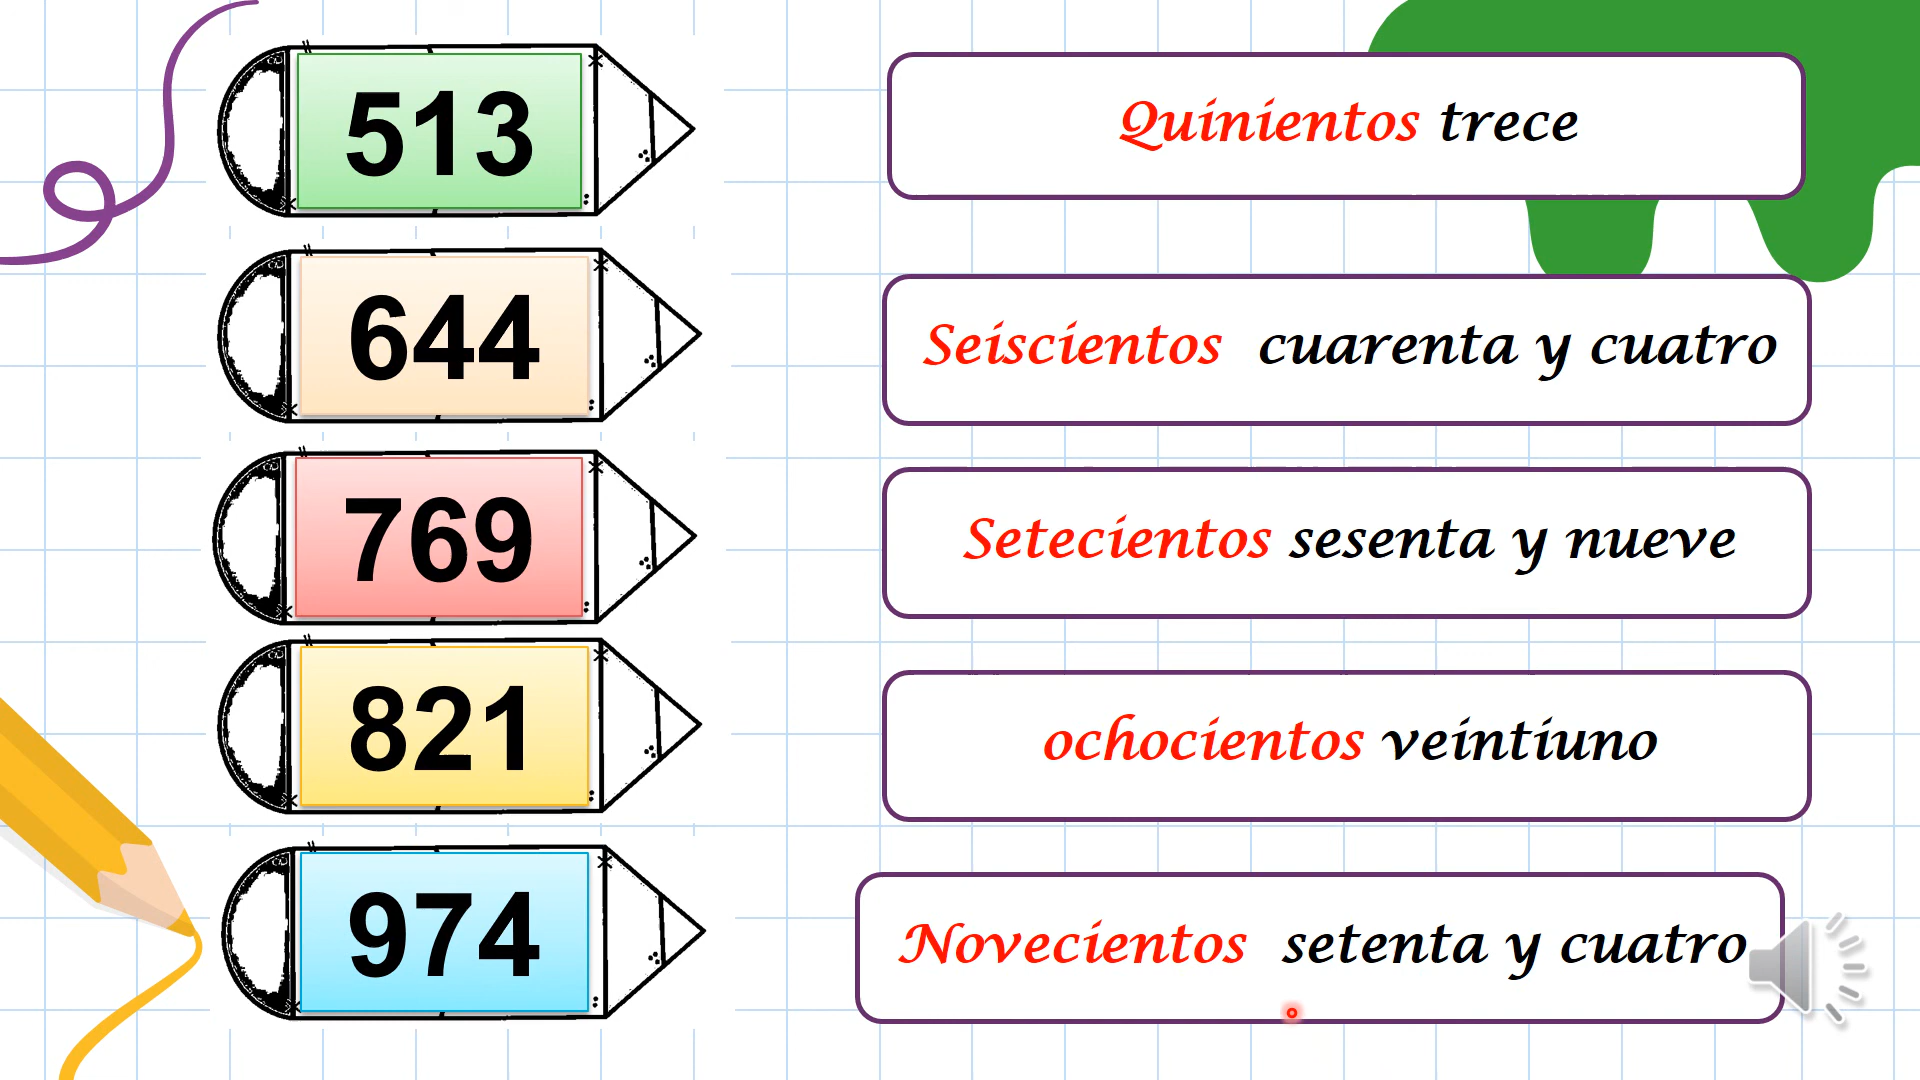 513
Quinientos trece
644
Seiscientos cuarenta y cuatro
769
Setecientos sesenta y nueve
821
ochocientos veintiuno
974
Novecientos setenta y cuatro